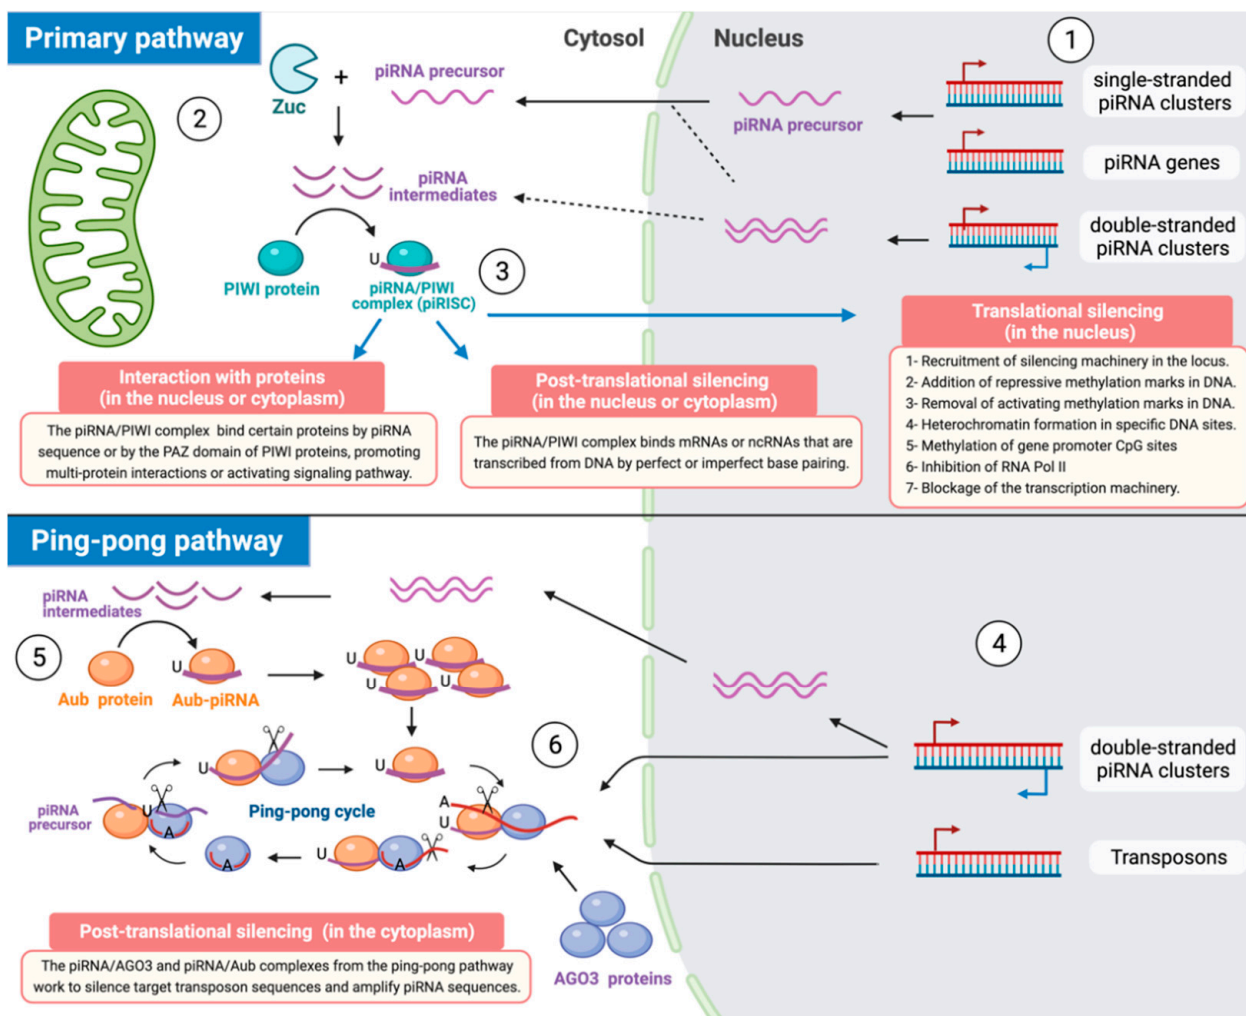 Primary pathway
Cytosol
Nucleus
1
Zuc
+
piRNA precursor
2
piRNA precursor
single-stranded
piRNA clusters
piRNA genes
double-stranded
piRNA clusters
piRNA
intermediates
U
PIWI protein
piRNA/PIWI
complex (piRISC)
3
Interaction with proteins
(in the nucleus or cytoplasm)
The piRNA/PIWI complex bind certain proteins by piRNA
sequence or by the PAZ domain of PIWI proteins, promoting
multi-protein interactions or activating signaling pathway.
Post-translational silencing
(in the nucleus or cytoplasm)
The piRNA/PIWI complex binds mRNAs or ncRNAs that are
transcribed from DNA by perfect or imperfect base pairing.
Translational silencing
(in the nucleus)
1- Recruitment of silencing machinery in the locus.
2- Addition of repressive methylation marks in DNA.
3- Removal of activating methylation marks in DNA.
4- Heterochromatin formation in specific DNA sites.
5- Methylation of gene promoter CpG sites
6- Inhibition of RNA Pol II
7- Blockage of the transcription machinery.
Ping-pong pathway
piRNA
intermediates
5
U
Aub protein
Aub-piRNA
U
U
U
U
4
6
U
U
piRNA
precursor
U
A
Ping-pong cycle
A
U
A
U
A
double-stranded
piRNA clusters
Transposons
AGO3 proteins
Post-translational silencing (in the cytoplasm)
The piRNA/AGO3 and piRNA/Aub complexes from the ping-pong pathway
work to silence target transposon sequences and amplify piRNA sequences.